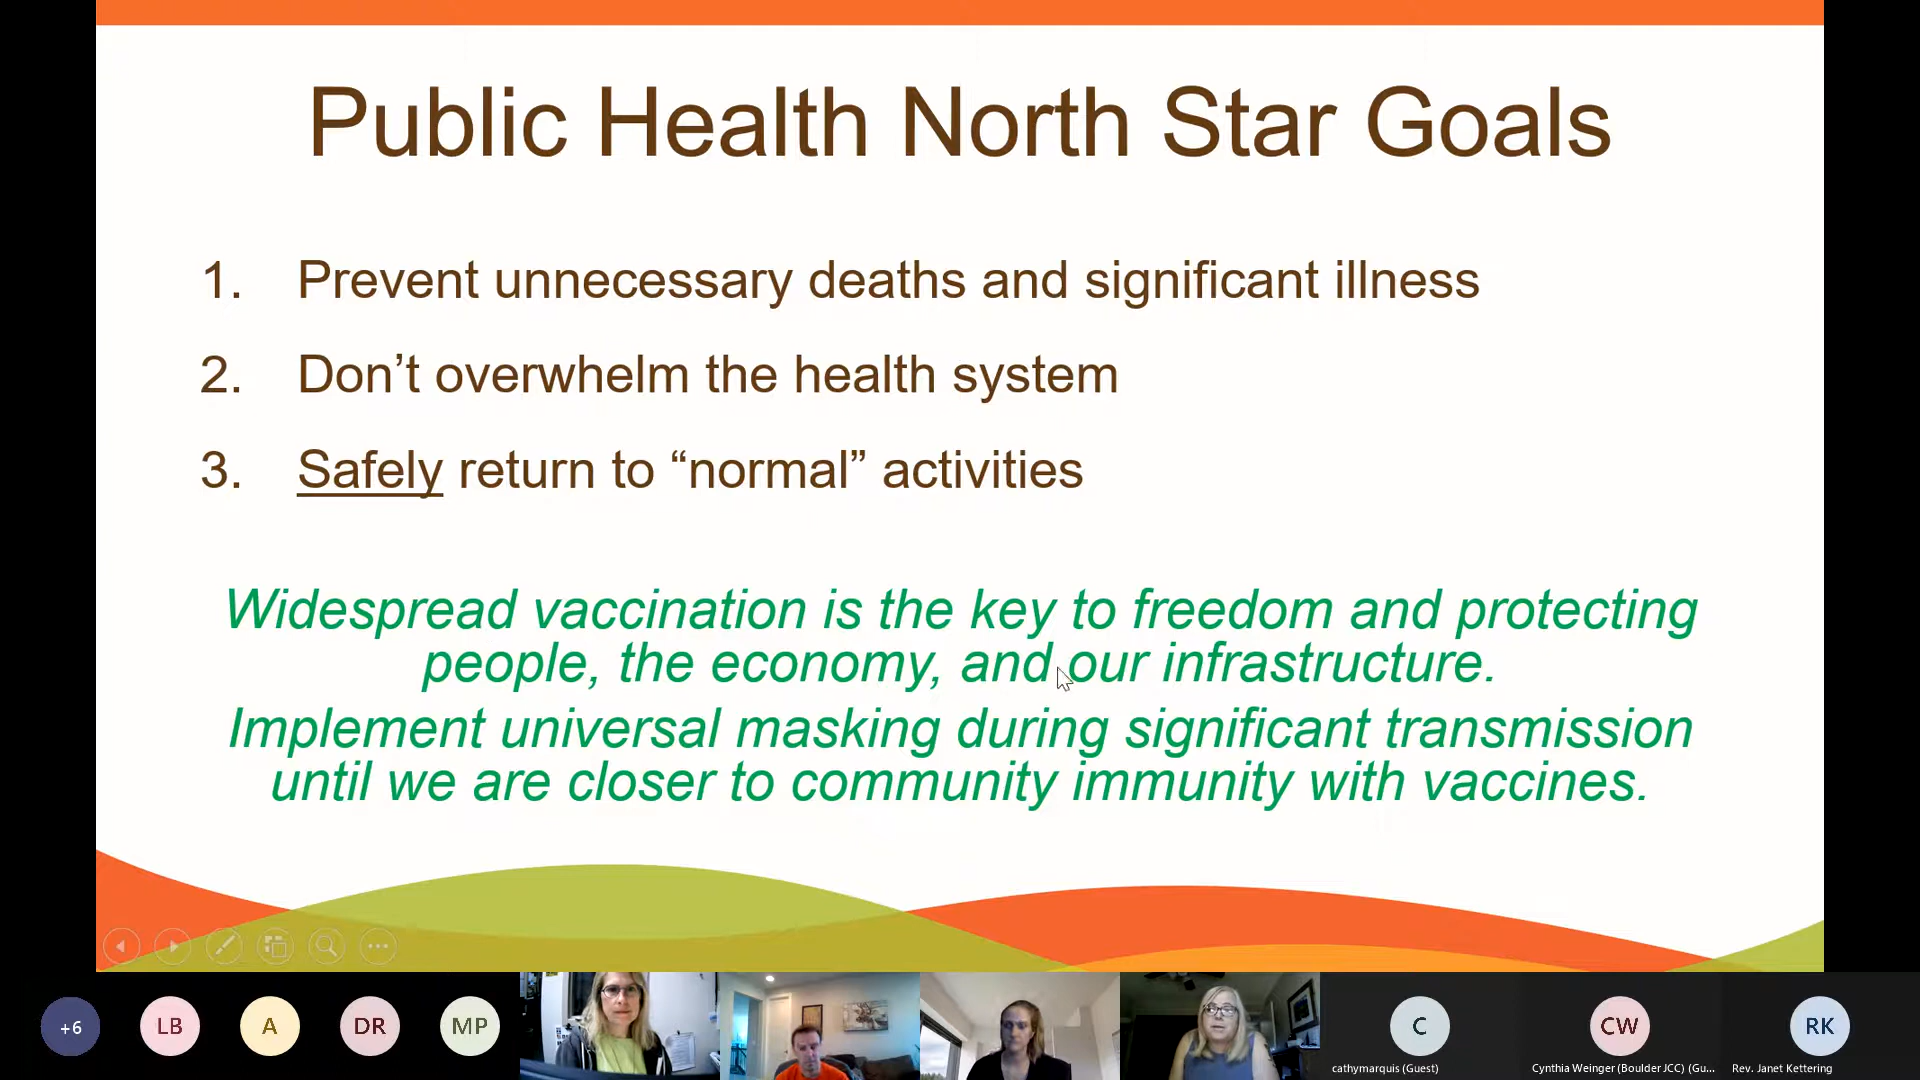 Public Health North Star Goals
1. Prevent unnecessary deaths and significant illness
2. Don’t overwhelm the health system
3. Safely return to “normal” activities
Widespread vaccination is the key to freedom and protecting
people, the economy, and our infrastructure.
Implement universal masking during significant transmission
until we are closer to community immunity with vaccines.
+6
LB
A
DR
MP
C
CW
RK
cathymarquis (Guest)
Cynthia Weinger (Boulder JCC) (Gu...
Rev. Janet Kettering